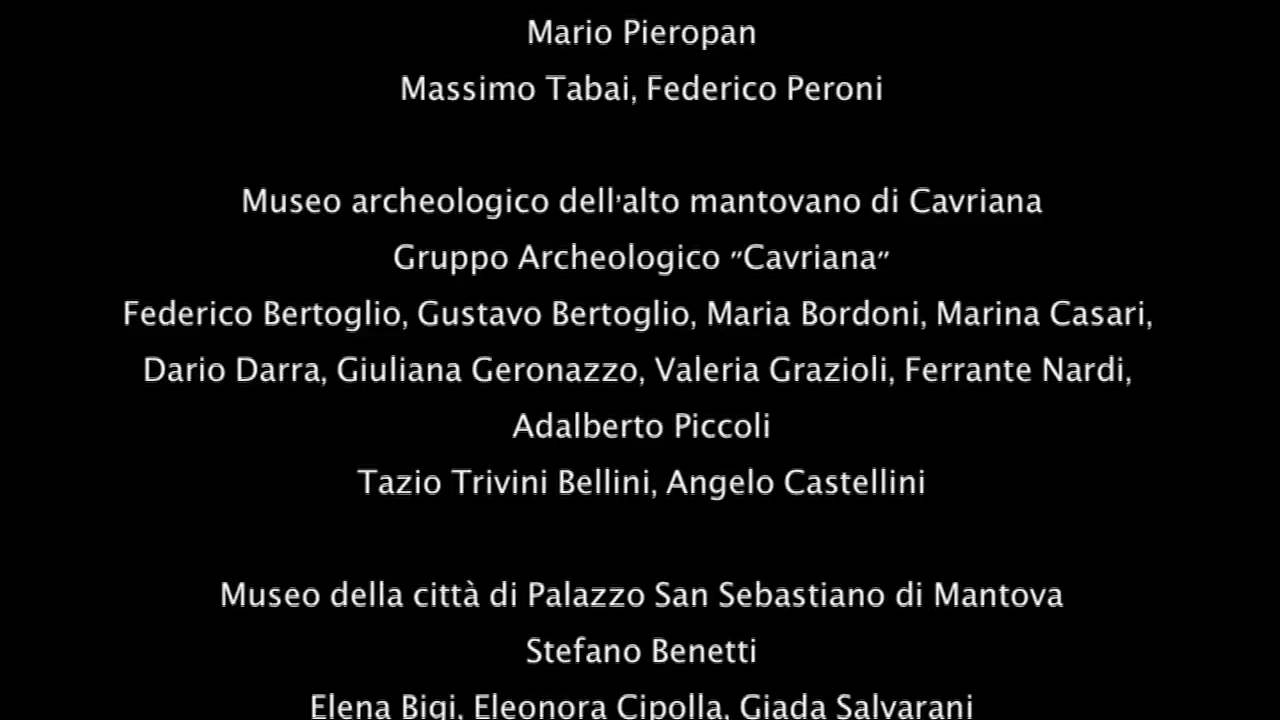 Mario Pieropan
Massimo Tabai, Federico Peroni
Museo archeologico dell'alto mantovano di Cavriana
Gruppo Archeologico "Cavriana"
Federico Bertoglio, Gustavo Bertoglio, Maria Bordoni, Marina Casari,
Dario Darra, Giuliana Geronazzo, Valeria Grazioli, Ferrante Nardi,
Adalberto Piccoli
Tazio Trivini Bellini, Angelo Castellini
Museo della città di Palazzo San Sebastiano di Mantova
Stefano Benetti
Elena Bigi, Eleonora Cipolla, Giada Salvarani